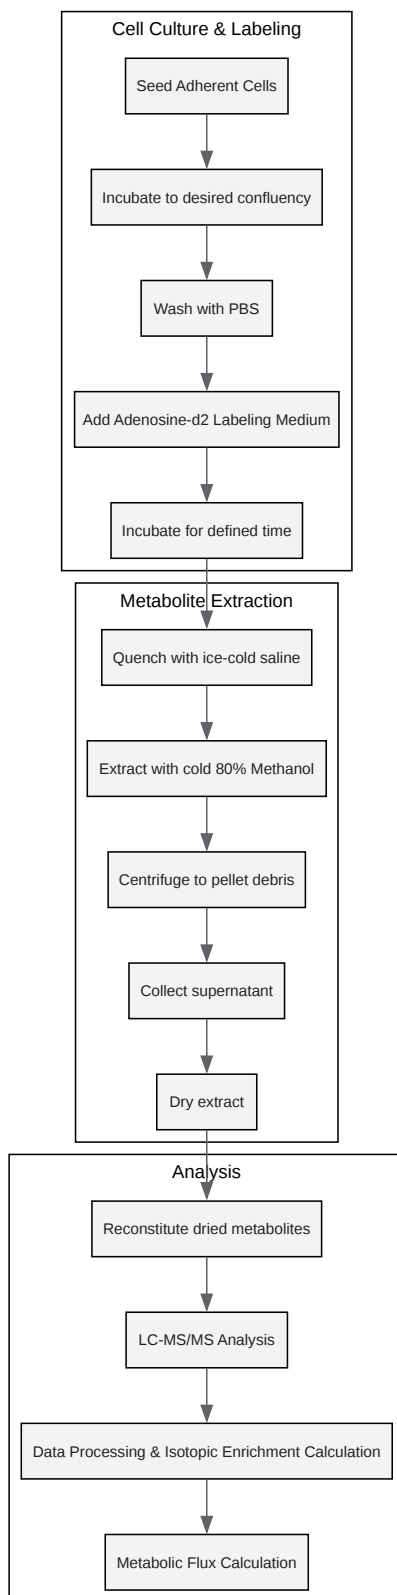 Cell Culture & Labeling
Seed Adherent Cells
Incubate to desired confluency
Wash with PBS
Add Adenosine-d2 Labeling Medium
Incubate for defined time
Metabolite Extraction
Quench with ice-cold saline
Extract with cold 80% Methanol
Centrifuge to pellet debris
Collect supernatant
Dry extract
Analysis
Reconstitute dried metabolites
LC-MS/MS Analysis
Data Processing & Isotopic Enrichment Calculation
Metabolic Flux Calculation